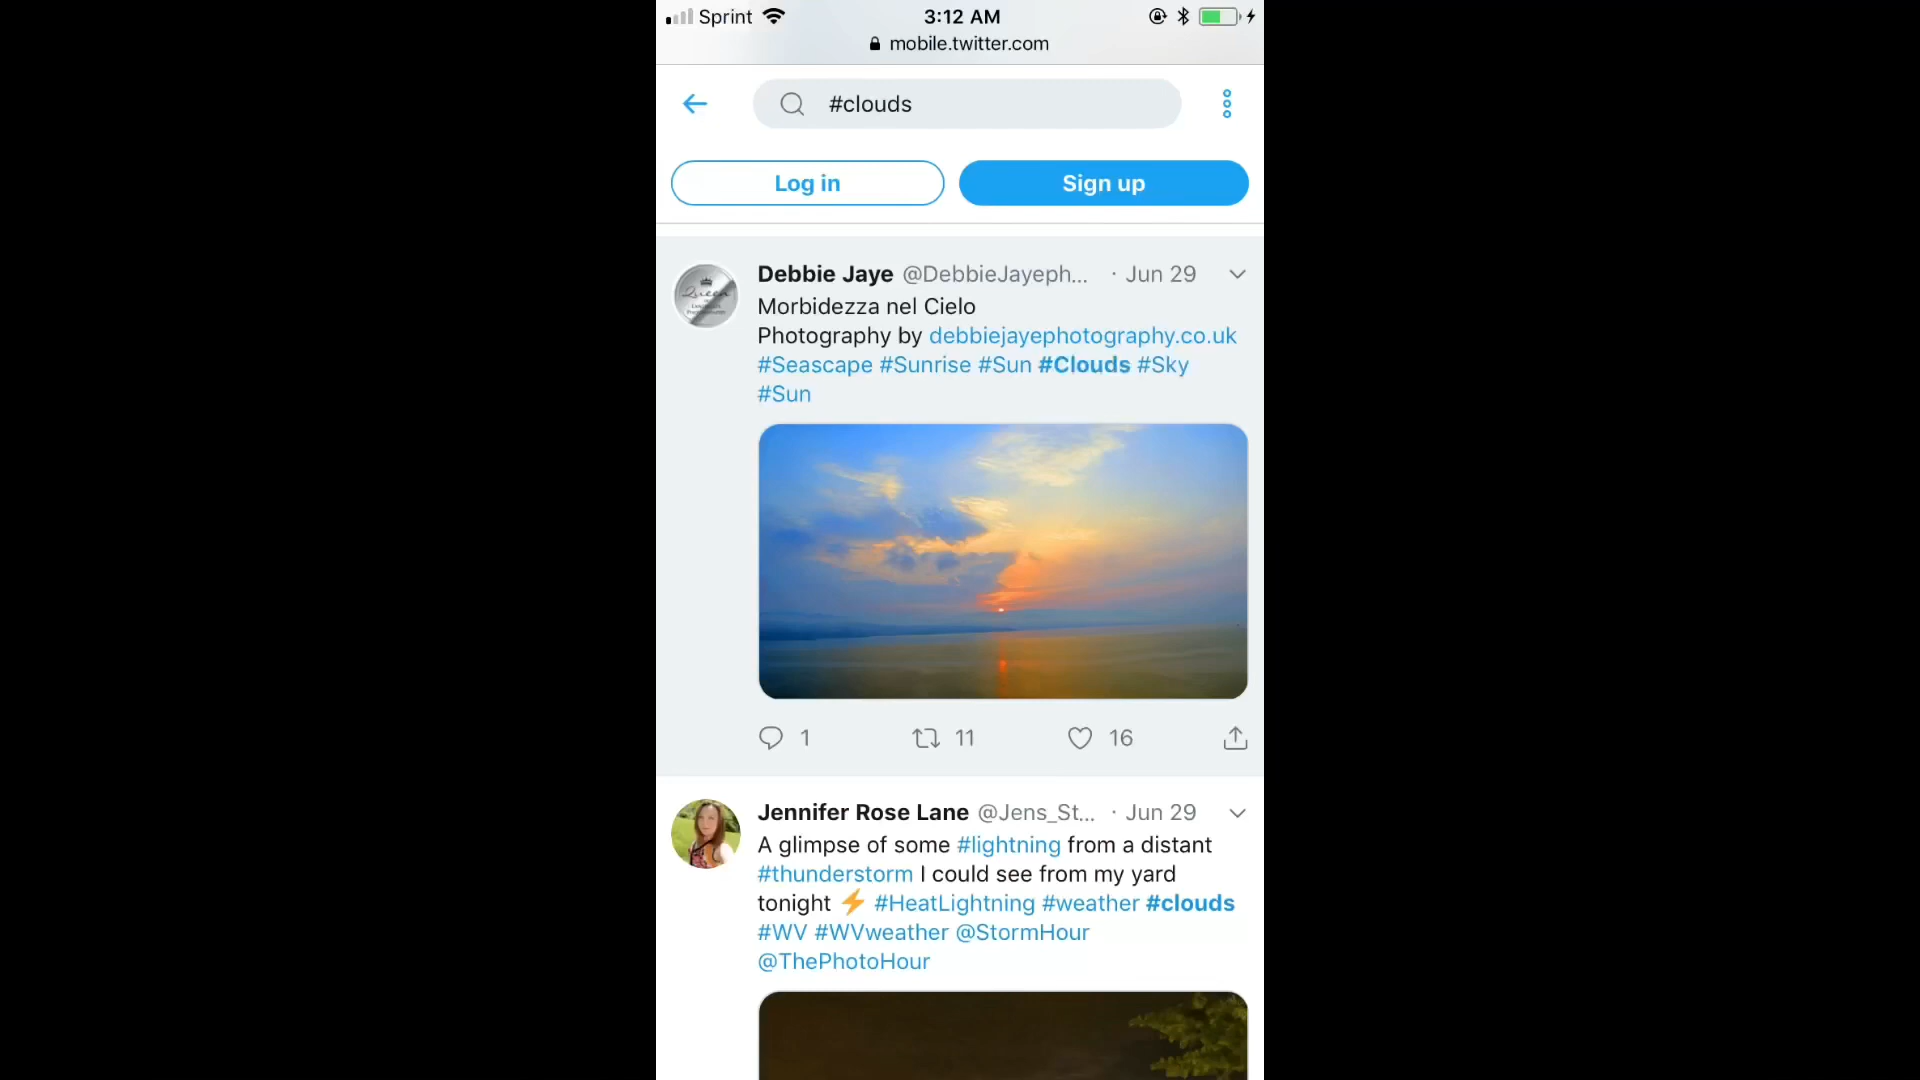 Sprint 3:12 AM
mobile.twitter.com
#clouds
Log in Sign up
Debbie Jaye @DebbieJayeph... · Jun 29
Morbidezza nel Cielo
Photography by debbiejayephotography.co.uk
#Seascape #Sunrise #Sun #Clouds #Sky
#Sun
1 11 16
Jennifer Rose Lane @Jens_St... · Jun 29
A glimpse of some #lightning from a distant
#thunderstorm I could see from my yard
tonight ⚡ #HeatLightning #weather #clouds
#WV #WVweather @StormHour
@ThePhotoHour